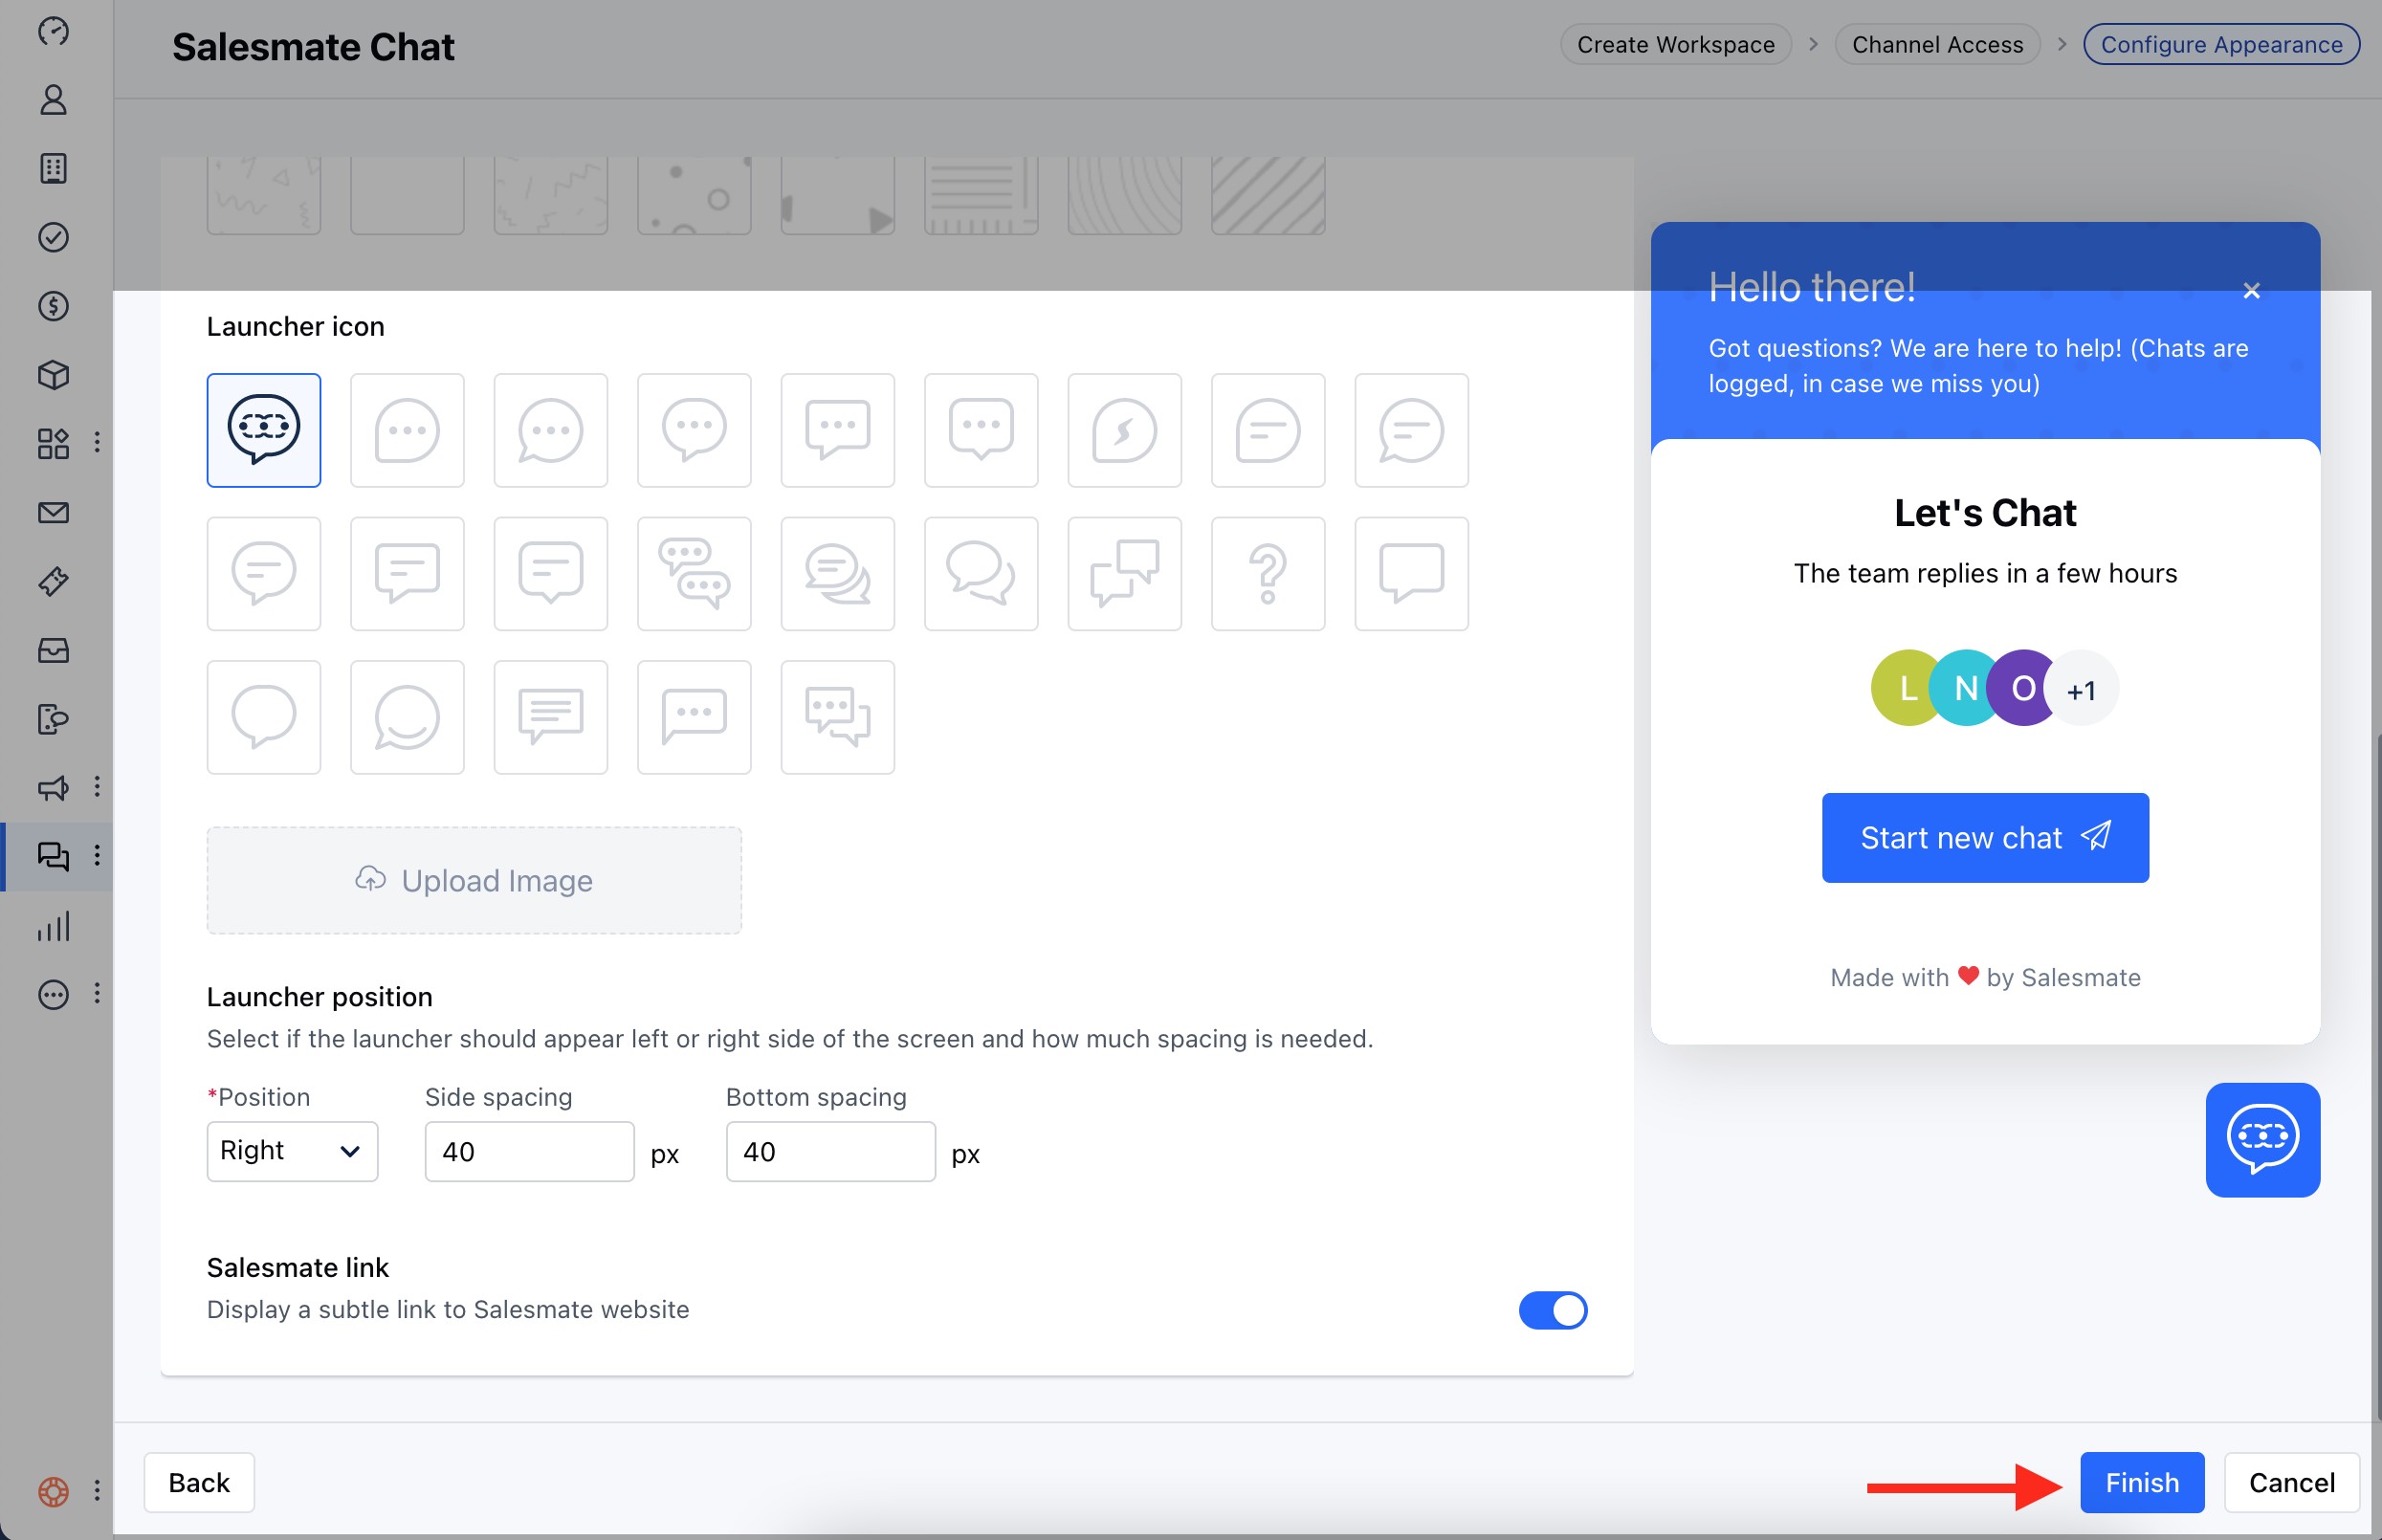 Salesmate Chat
Create Workspace
Channel Access
Configure Appearance
Hello there!
Got questions? We are here to help! (Chats are
logged, in case we miss you)
Launcher icon
Let's Chat
The team replies in a few hours
L N O +1
Start new chat
Made with ❤ by Salesmate
Upload Image
Launcher position
Select if the launcher should appear left or right side of the screen and how much spacing is needed.
*Position
Side spacing
Bottom spacing
Right
40 px
40 px
Salesmate link
Display a subtle link to Salesmate website
Back
Finish
Cancel